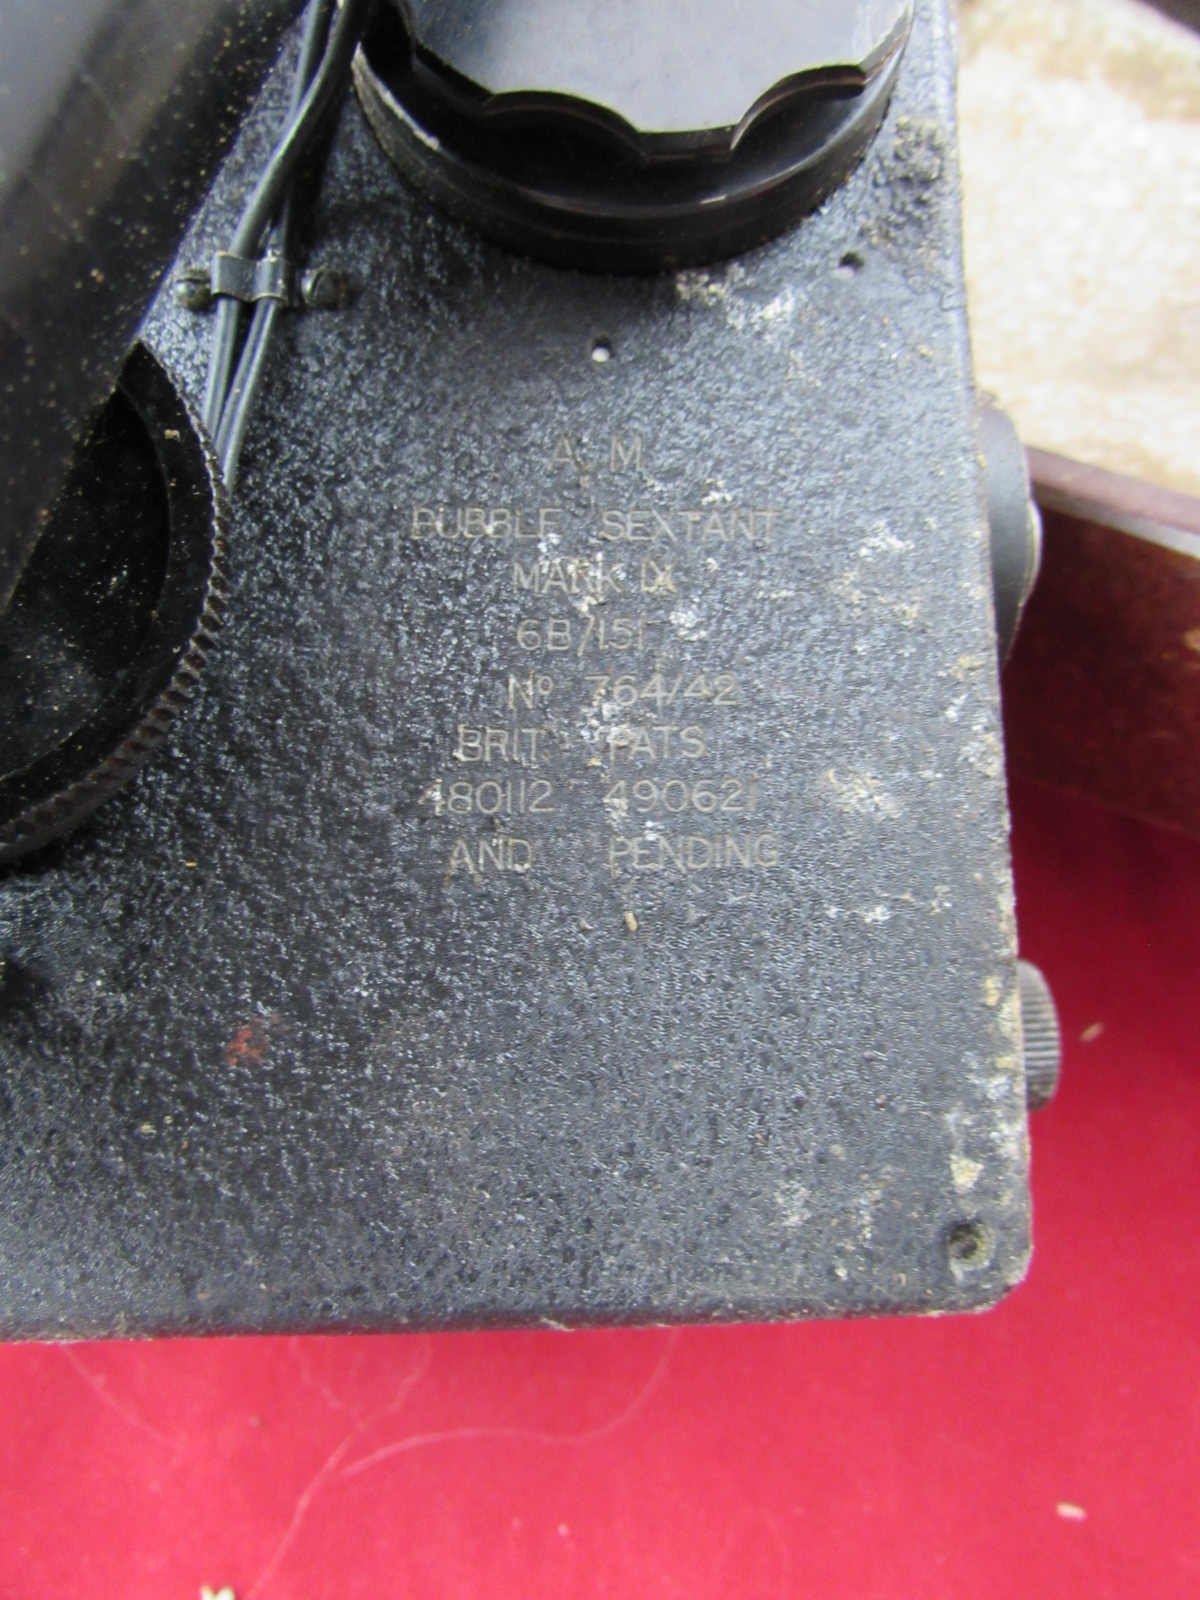 A. M.
BUBBLE SEXTANT
MARK IX
6B/151
Nº 764/42
BRIT. PATS.
480112 490621
AND PENDING